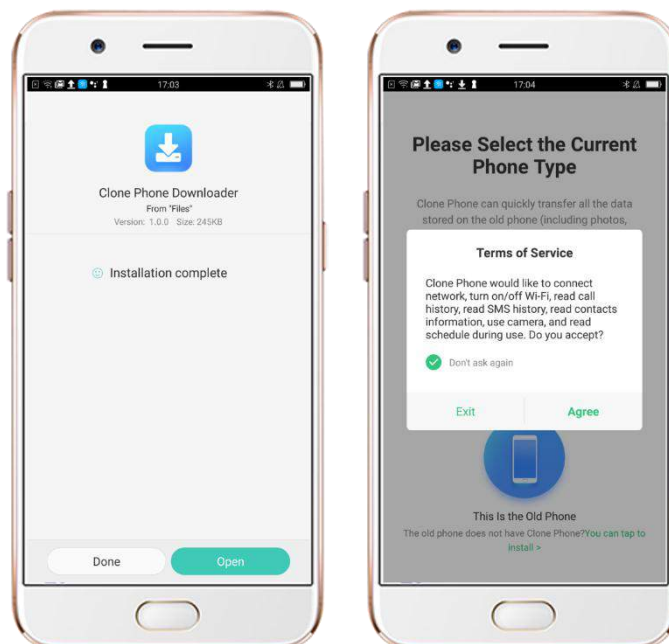 17:03
Clone Phone Downloader
From "Files"
Version: 1.0.0 Size: 245KB
Installation complete
Done
Open
17:04
Please Select the Current
Phone Type
Clone Phone can quickly transfer all the data
stored on the old phone (including photos,
Terms of Service
Clone Phone would like to connect
network, turn on/off Wi-Fi, read call
history, read SMS history, read contacts
information, use camera, and read
schedule during use. Do you accept?
Don't ask again
Exit
Agree
This Is the Old Phone
The old phone does not have Clone Phone?You can tap to
Install >